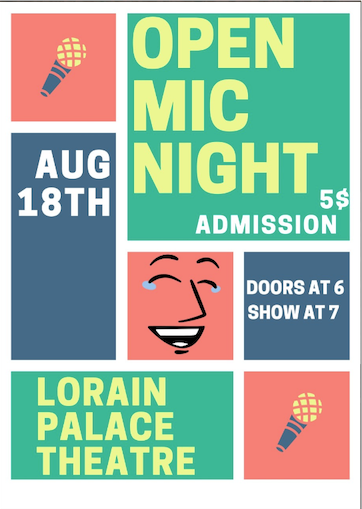 OPEN
MIC
NIGHT
5$
ADMISSION
AUG
18TH
DOORS AT 6
SHOW AT 7
LORAIN
PALACE
THEATRE